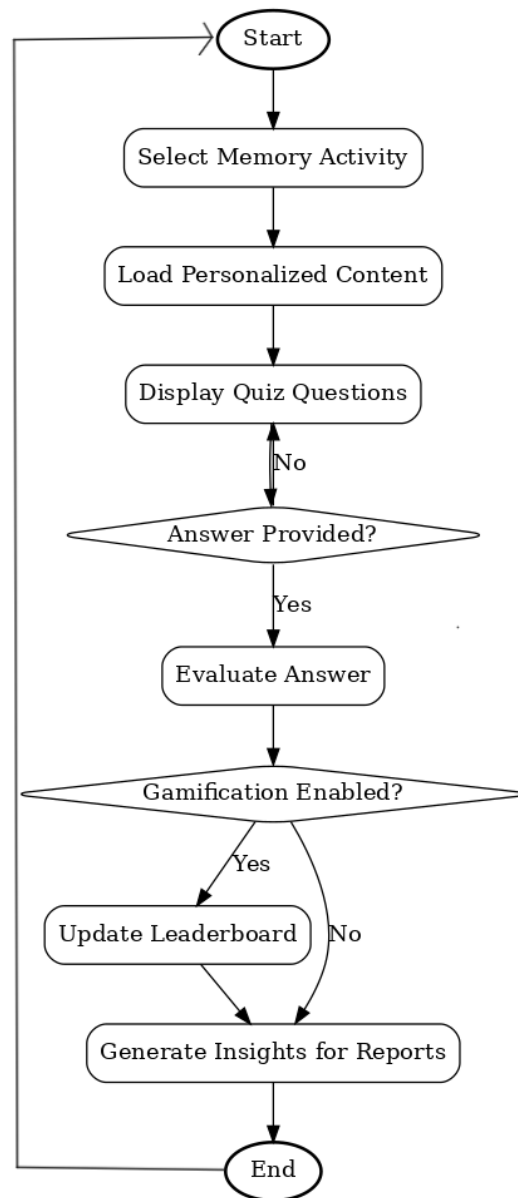 Start
Select Memory Activity
Load Personalized Content
Display Quiz Questions
No
Answer Provided?
Yes
Evaluate Answer
Gamification Enabled?
Yes
Update Leaderboard
No
Generate Insights for Reports
End